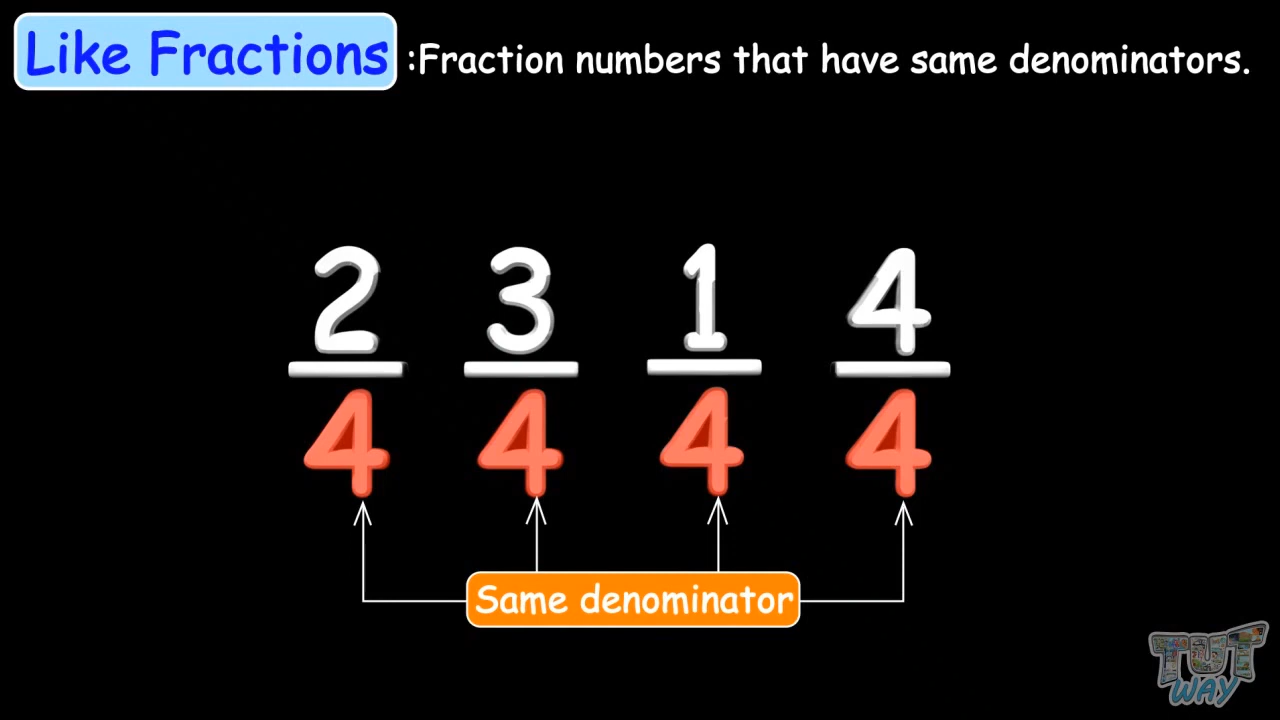 Like Fractions :Fraction numbers that have same denominators.
2 3 1 4
4 4 4 4
Same denominator
TUT
WAY